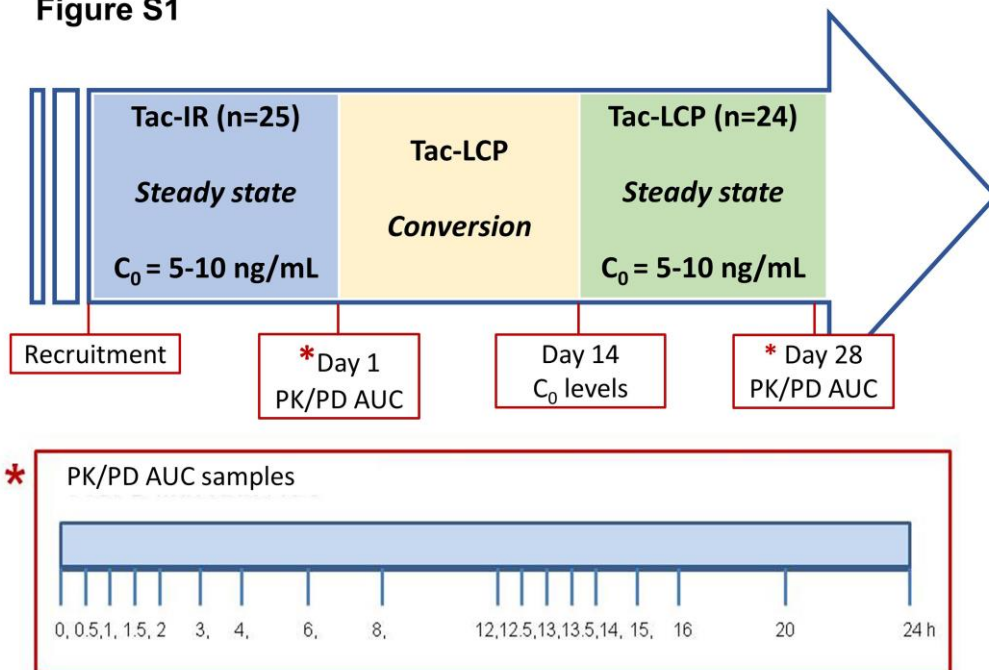 Figure S1
Tac-IR (n=25)
Steady state
C₀ = 5-10 ng/mL
Tac-LCP
Conversion
Tac-LCP (n=24)
Steady state
C₀ = 5-10 ng/mL
Recruitment
*Day 1
PK/PD AUC
Day 14
C₀ levels
* Day 28
PK/PD AUC
*
PK/PD AUC samples
0, 0.5,1, 1.5, 2 3, 4, 6, 8, 12,12.5,13,13.5,14, 15, 16 20 24 h